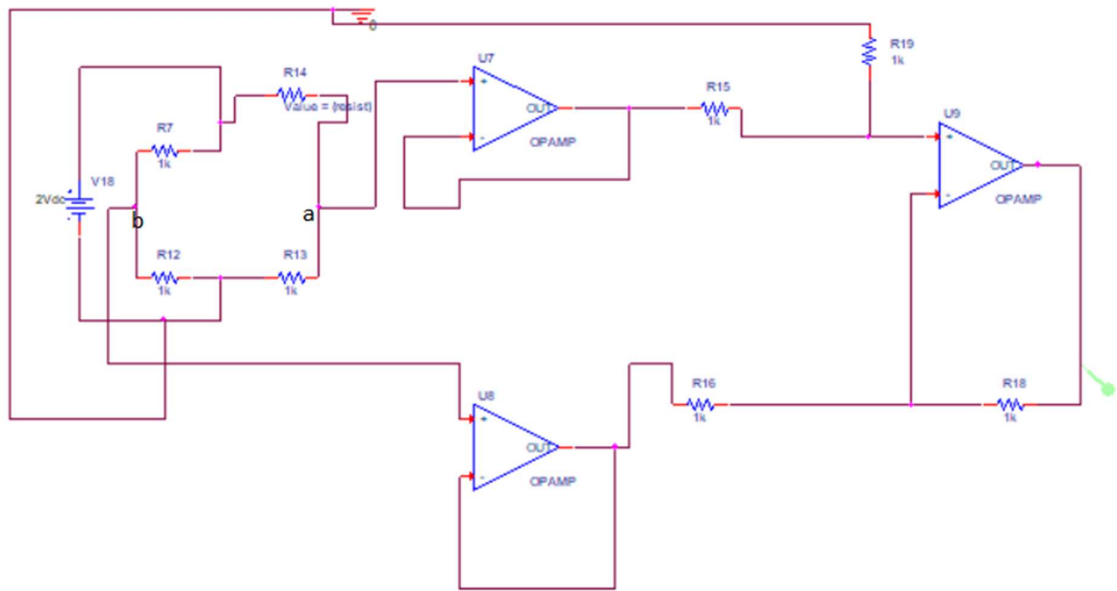 0
R19
1k
U7
+
OUT
-
OPAMP
R14
Value = {resist}
R15
1k
R7
1k
U9
+
OUT
-
OPAMP
V18
2Vdc
b
a
R12
1k
R13
1k
U8
+
OUT
-
OPAMP
R16
1k
R18
1k